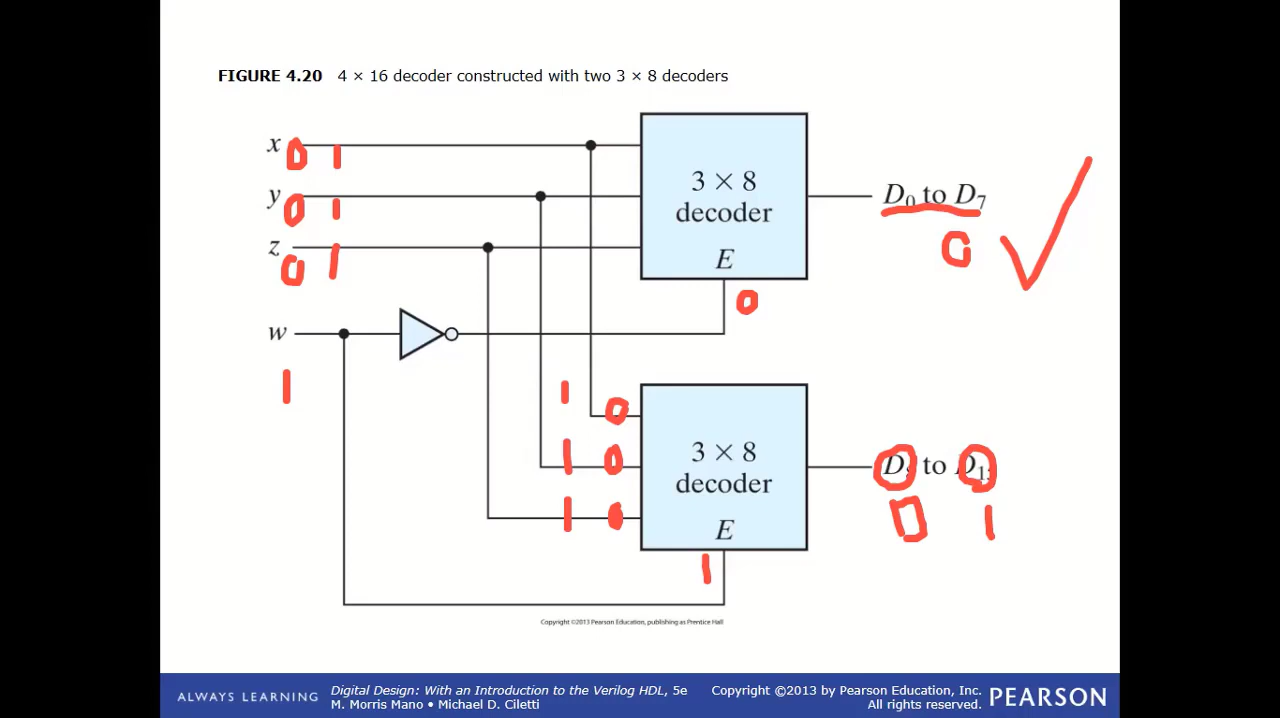 FIGURE 4.20 4 × 16 decoder constructed with two 3 × 8 decoders
x 0 1
y 0 1
z 0 1
w
1
3 × 8
decoder
E
0
D0 to D7
0
1 0
1 0
1 0
3 × 8
decoder
E
1
D8 to D15
0 1
Copyright ©2013 Pearson Education, publishing as Prentice Hall
ALWAYS LEARNING
Digital Design: With an Introduction to the Verilog HDL, 5e
M. Morris Mano • Michael D. Ciletti
Copyright ©2013 by Pearson Education, Inc.
All rights reserved.
PEARSON